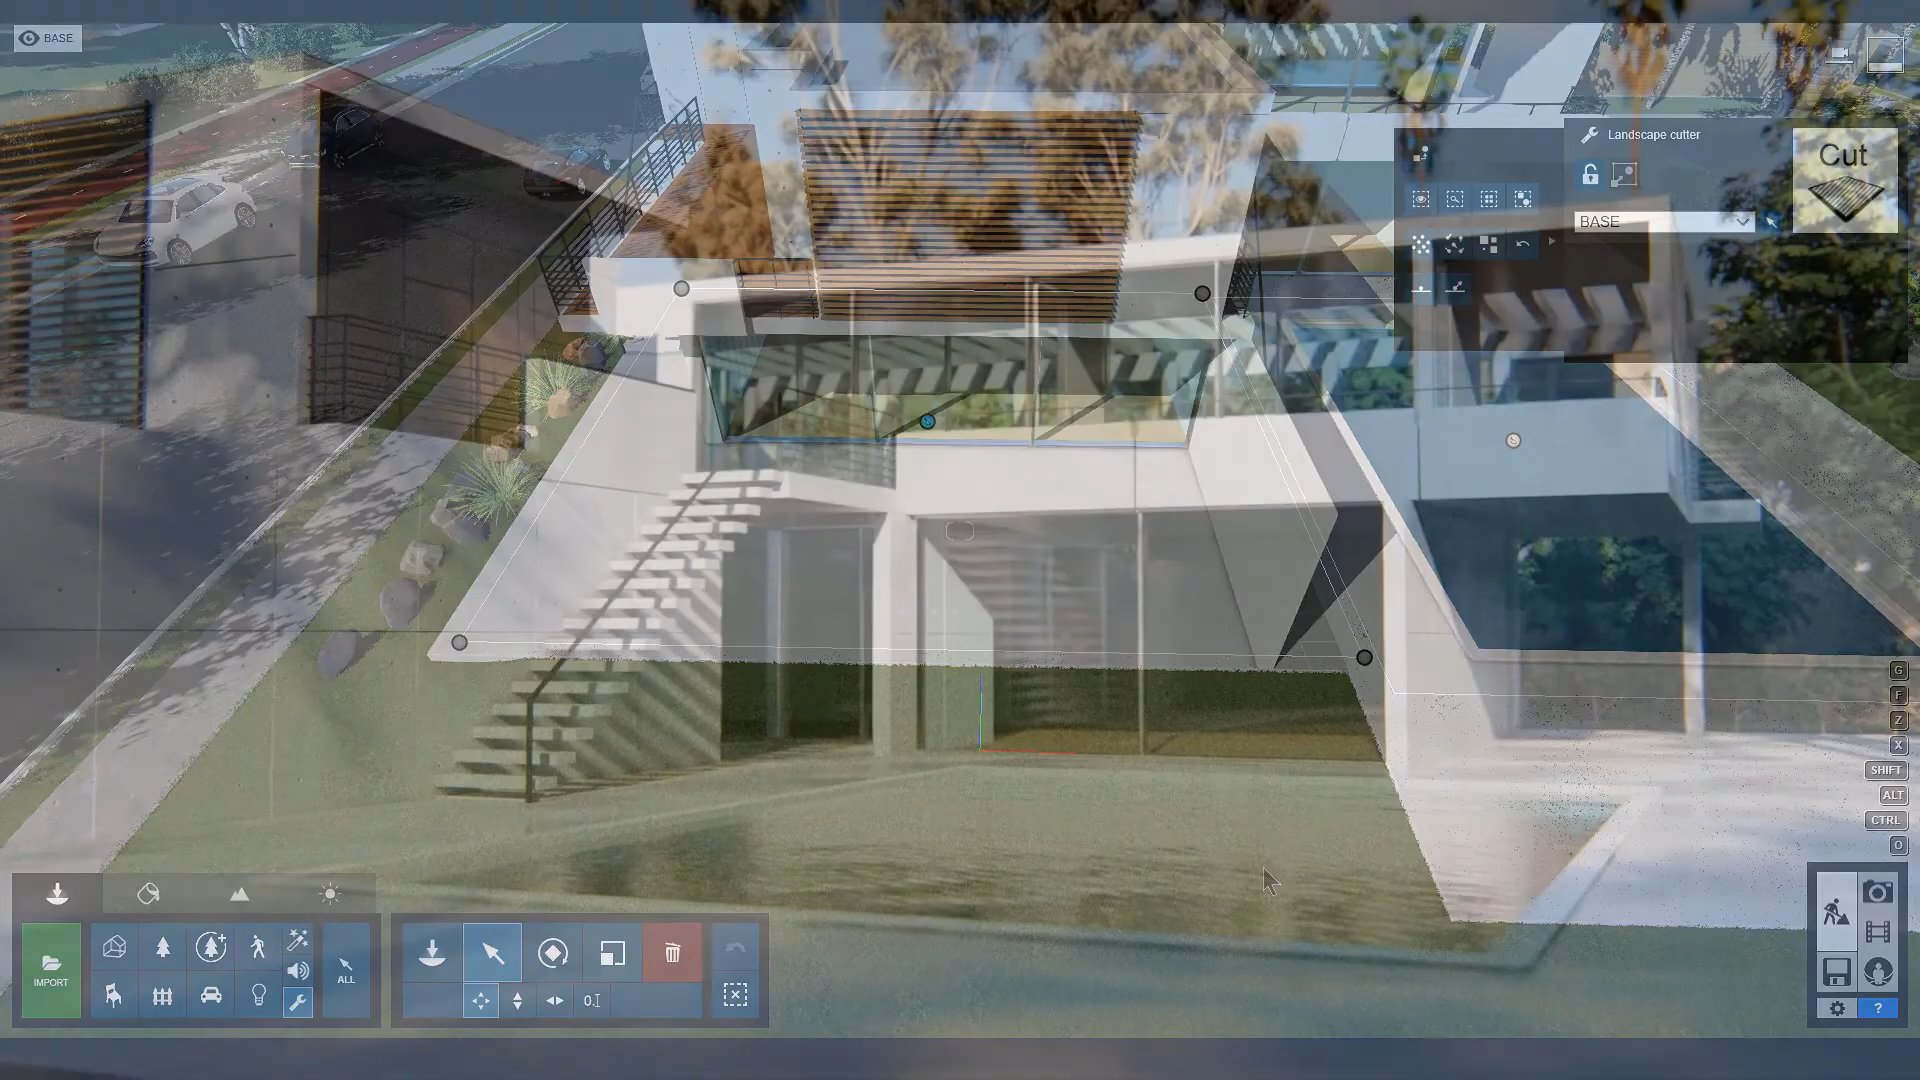 BASE
Landscape cutter
Cut
BASE
G
F
Z
X
SHIFT
ALT
CTRL
O
IMPORT
ALL
0.
?